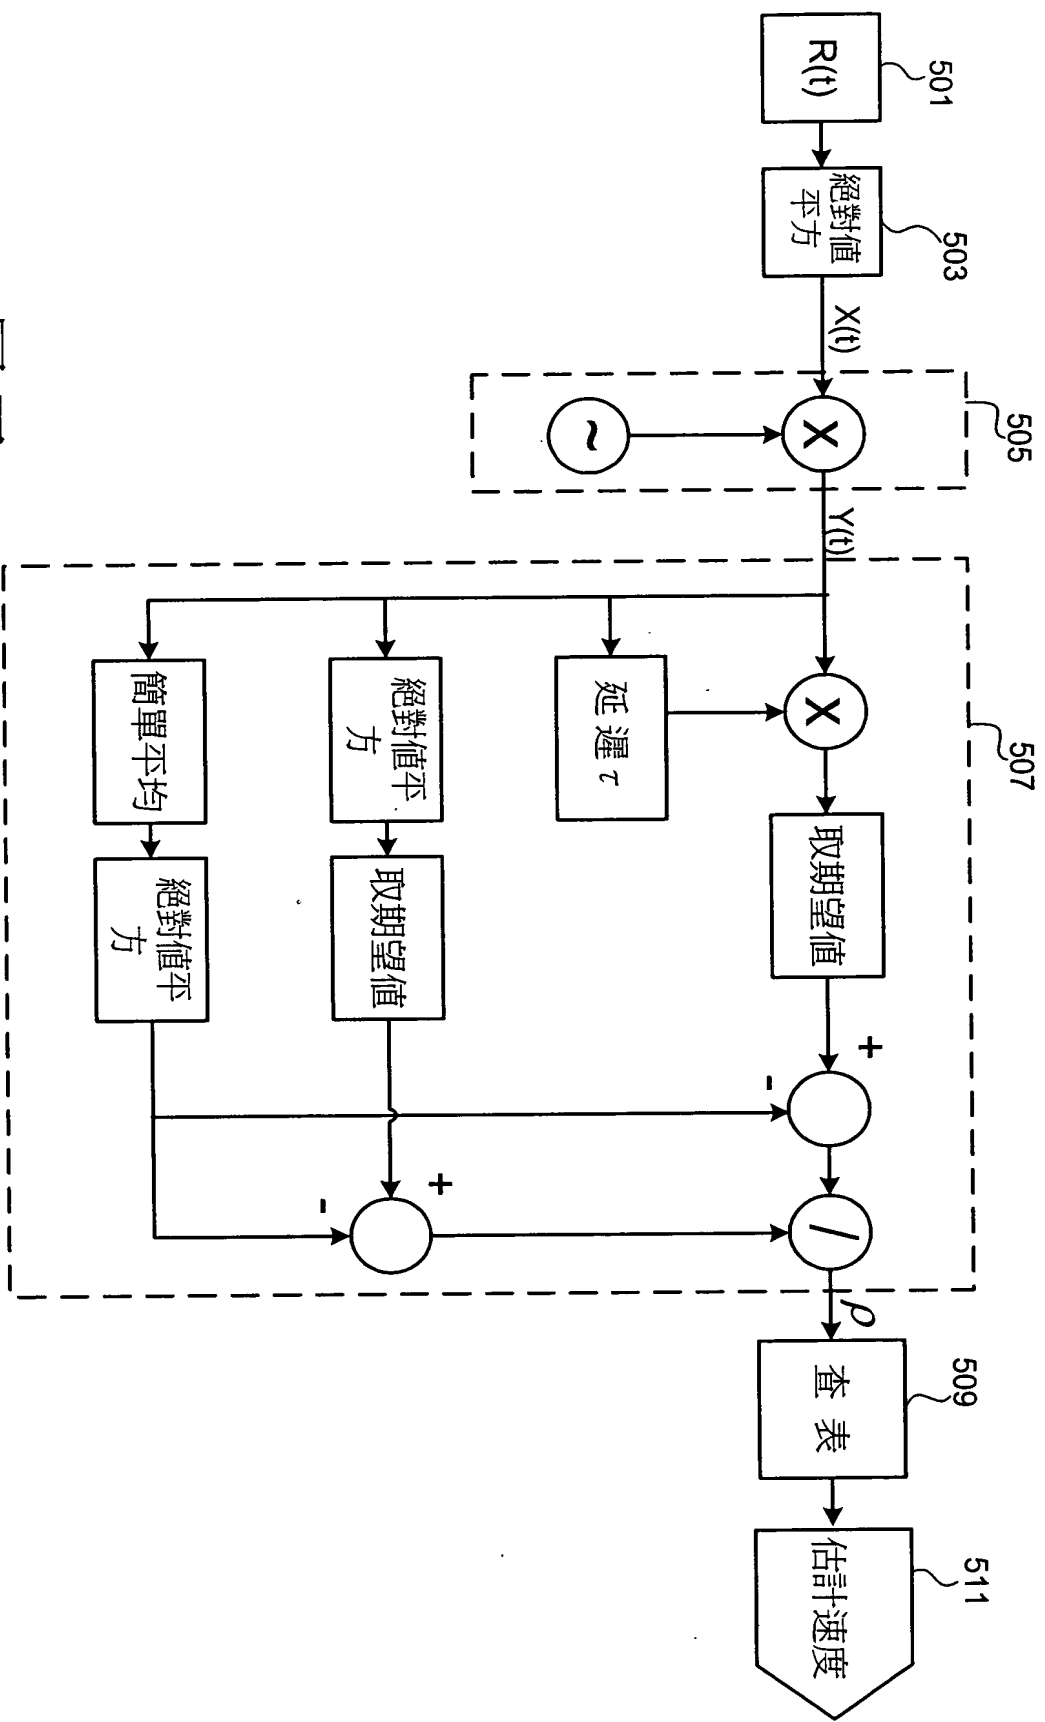 501
R(t)
503
絕對值
平方
X(t)
505
X
~
Y(t)
507
X
取期望值
延遲τ
絕對值平
方
取期望值
簡單平均
絕對值平
方
+
-
+
-
/
ρ
509
查表
511
估計速度